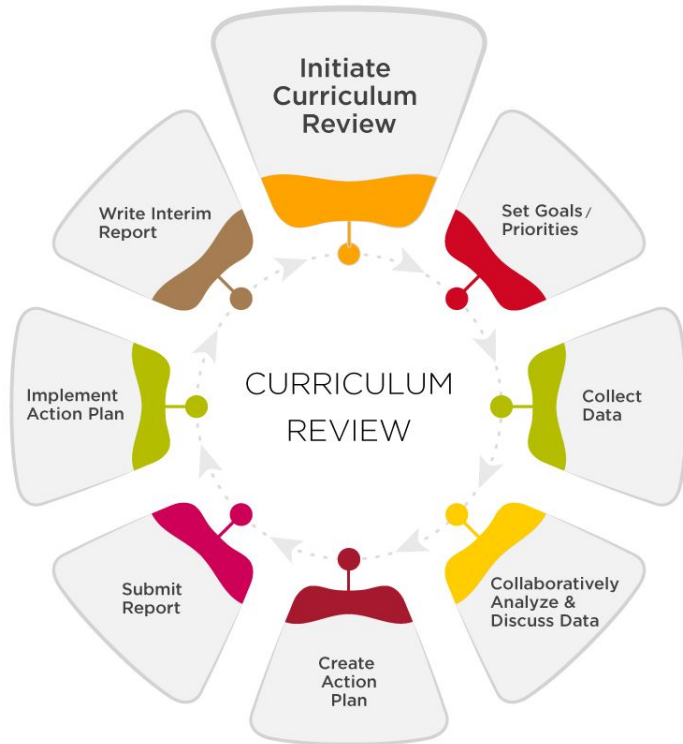 Initiate
Curriculum
Review
Set Goals/
Priorities
Collect
Data
Collaboratively
Analyze &
Discuss Data
Create
Action
Plan
Submit
Report
Implement
Action Plan
Write Interim
Report
CURRICULUM
REVIEW